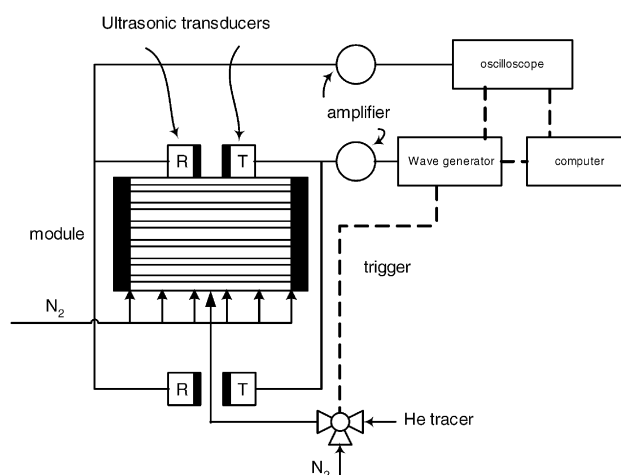 Ultrasonic transducers
oscilloscope
amplifier
R
T
Wave generator
computer
module
trigger
N2
R
T
He tracer
N2